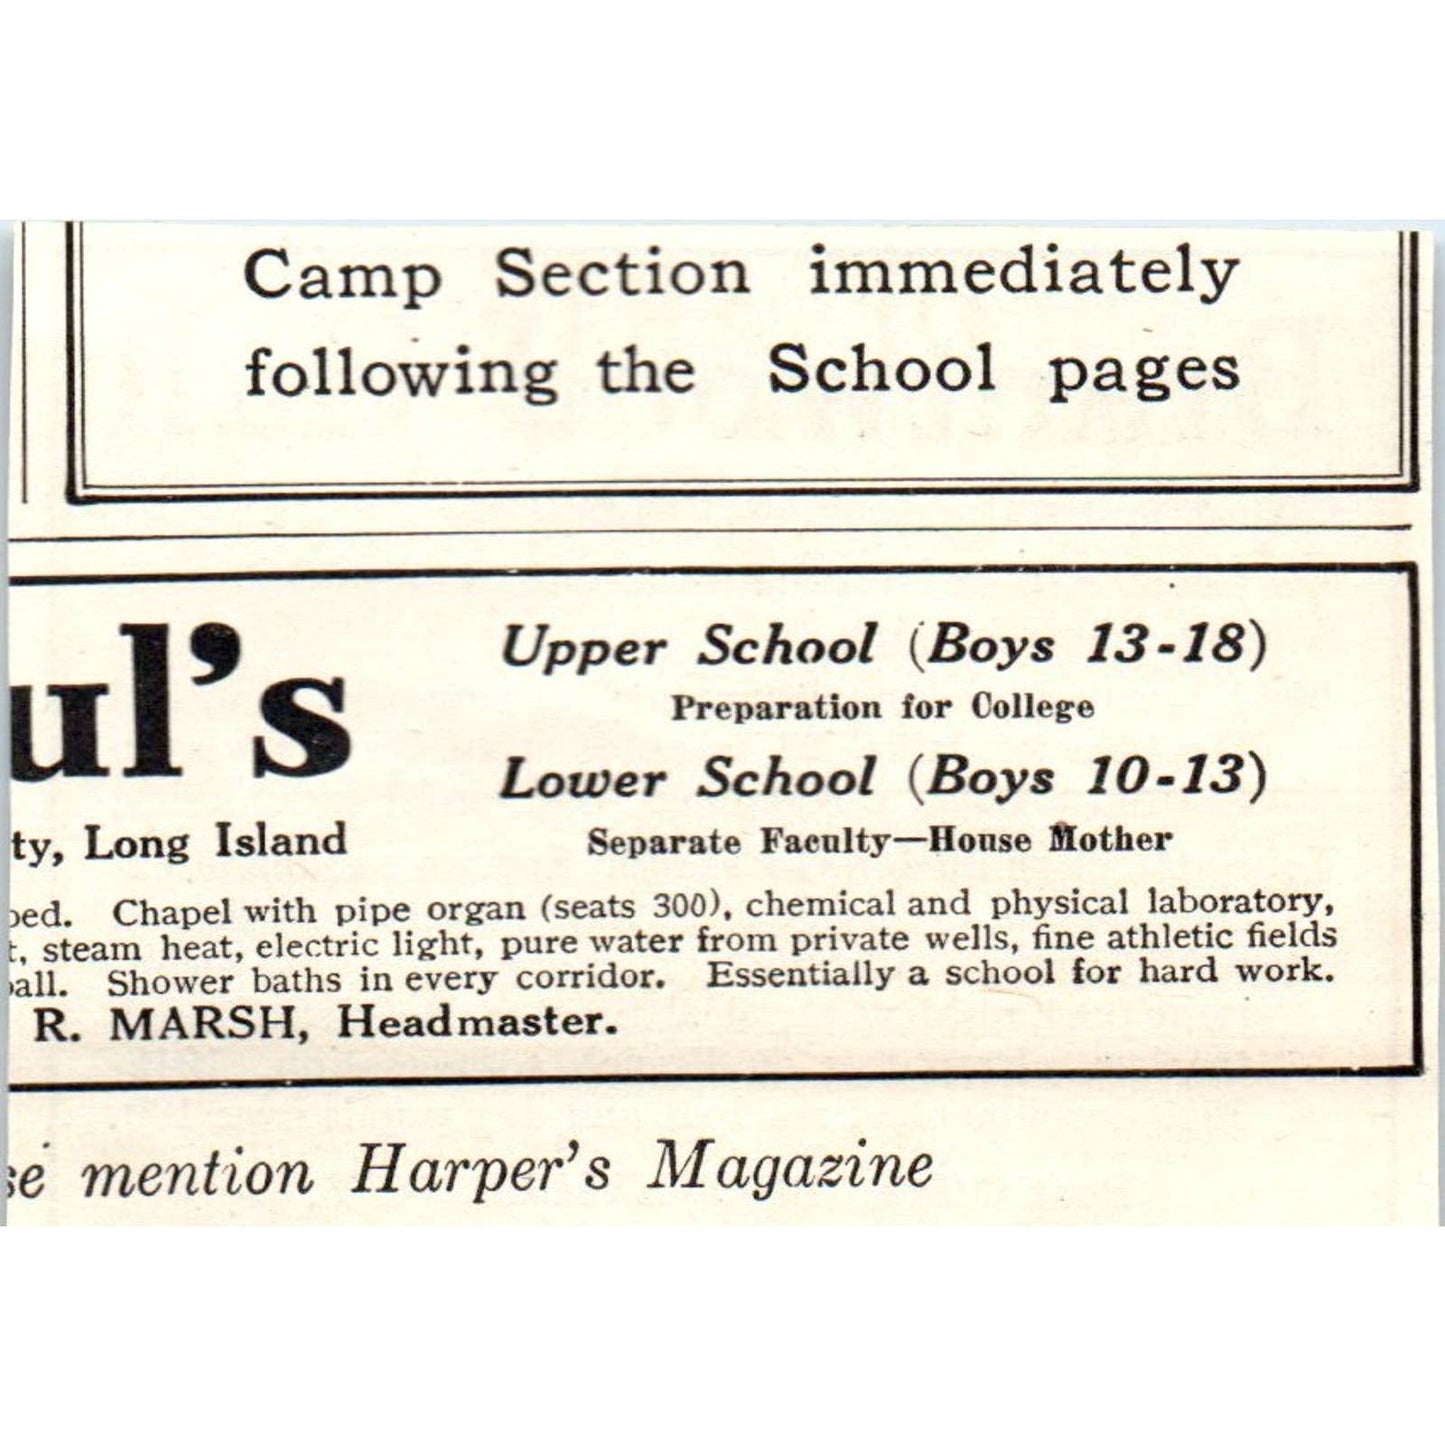 Camp Section immediately
following the School pages
ul's
ty, Long Island
Upper School (Boys 13-18)
Preparation for College
Lower School (Boys 10-13)
Separate Faculty—House Mother
ped. Chapel with pipe organ (seats 300), chemical and physical laboratory,
t, steam heat, electric light, pure water from private wells, fine athletic fields
all. Shower baths in every corridor. Essentially a school for hard work.
R. MARSH, Headmaster.
se mention Harper's Magazine